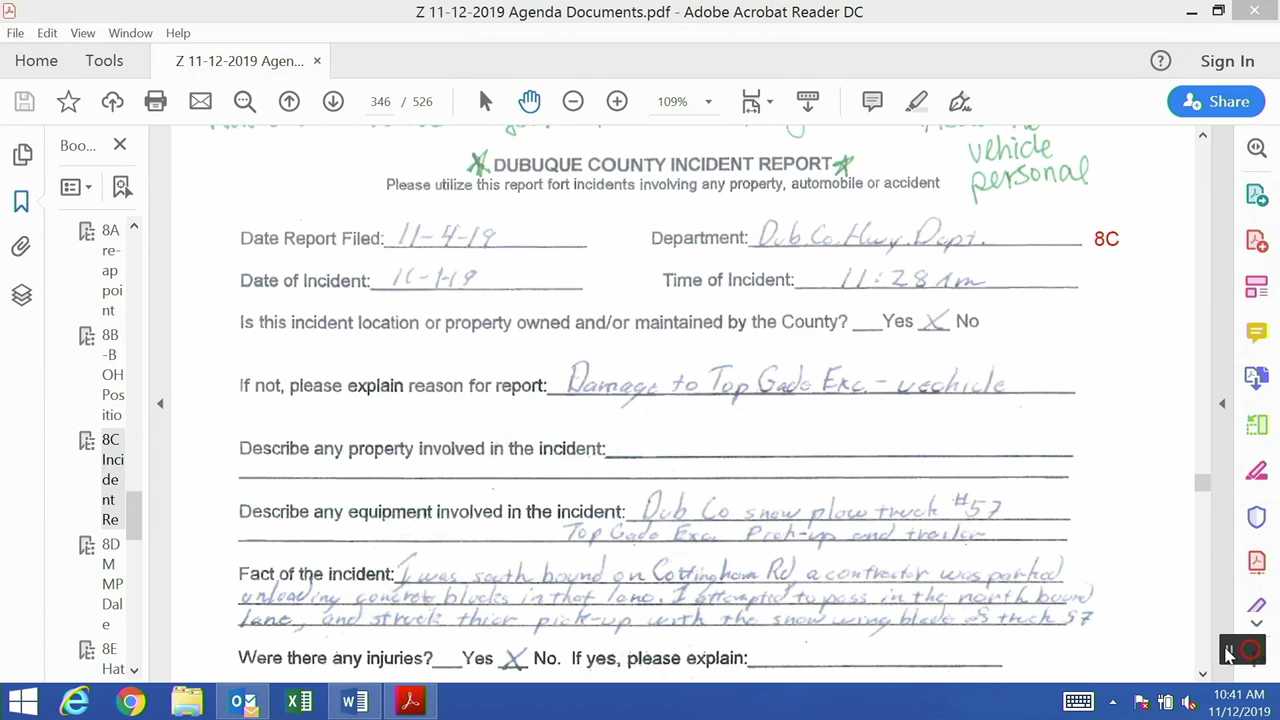 Z 11-12-2019 Agenda Documents.pdf - Adobe Acrobat Reader DC
File Edit View Window Help
Home Tools Z 11-12-2019 Agen... × Sign In
346 / 526 109% Share
Boo...
vehicle
personal
DUBUQUE COUNTY INCIDENT REPORT
Please utilize this report fort incidents involving any property, automobile or accident
Date Report Filed: 11-4-19 Department: Dub. Co. Hwy. Dept. 8C
Date of Incident: 11-1-19 Time of Incident: 11:28 Am
Is this incident location or property owned and/or maintained by the County? Yes X No
If not, please explain reason for report: Damage to Top Gade Exc. - vechicle
Describe any property involved in the incident:
Describe any equipment involved in the incident: Dub Co snow plow truck #57
Top Gade Exc. Pick-up and trailer
Fact of the incident: I was south bound on Cottingham Rd, a contractor was parked
unloading concrete blocks in that lane. I attempted to pass in the north bound
lane, and struck thier pick-up with the snow wing blade of truck 57
Were there any injuries? Yes X No. If yes, please explain:
8A
re-
ap
poi
nt
8B
-B
OH
Pos
itio
8C
Inci
de
nt
Re
8D
M
MP
Dal
e
8E
Hat
10:41 AM
11/12/2019